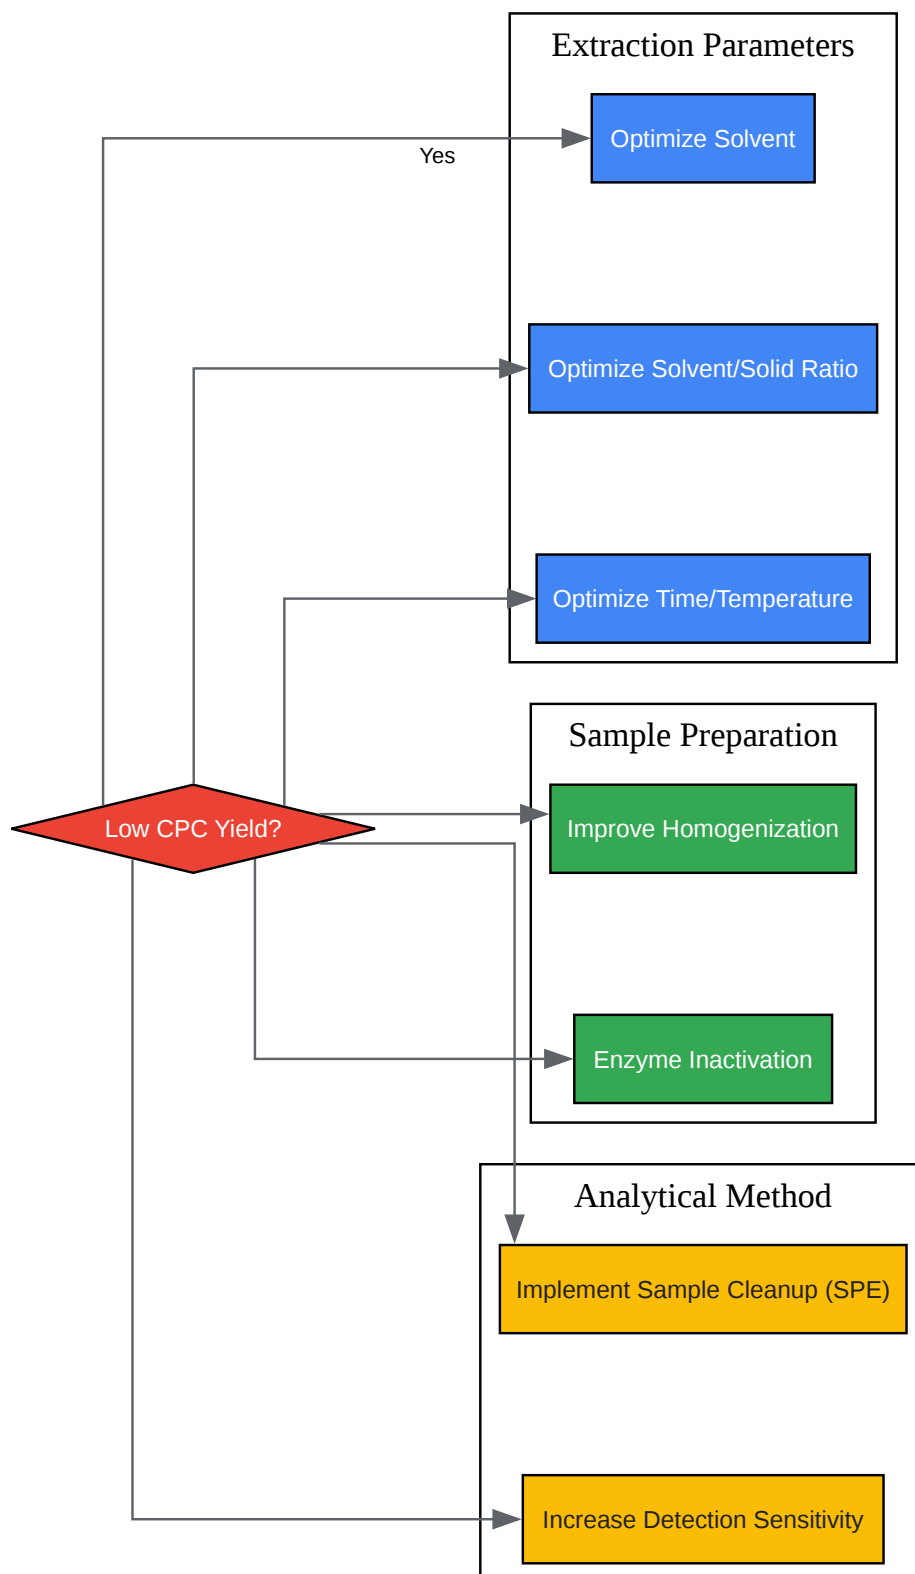 Extraction Parameters
Optimize Solvent
Yes
Optimize Solvent/Solid Ratio
Optimize Time/Temperature
Sample Preparation
Low CPC Yield?
Improve Homogenization
Enzyme Inactivation
Analytical Method
Implement Sample Cleanup (SPE)
Increase Detection Sensitivity